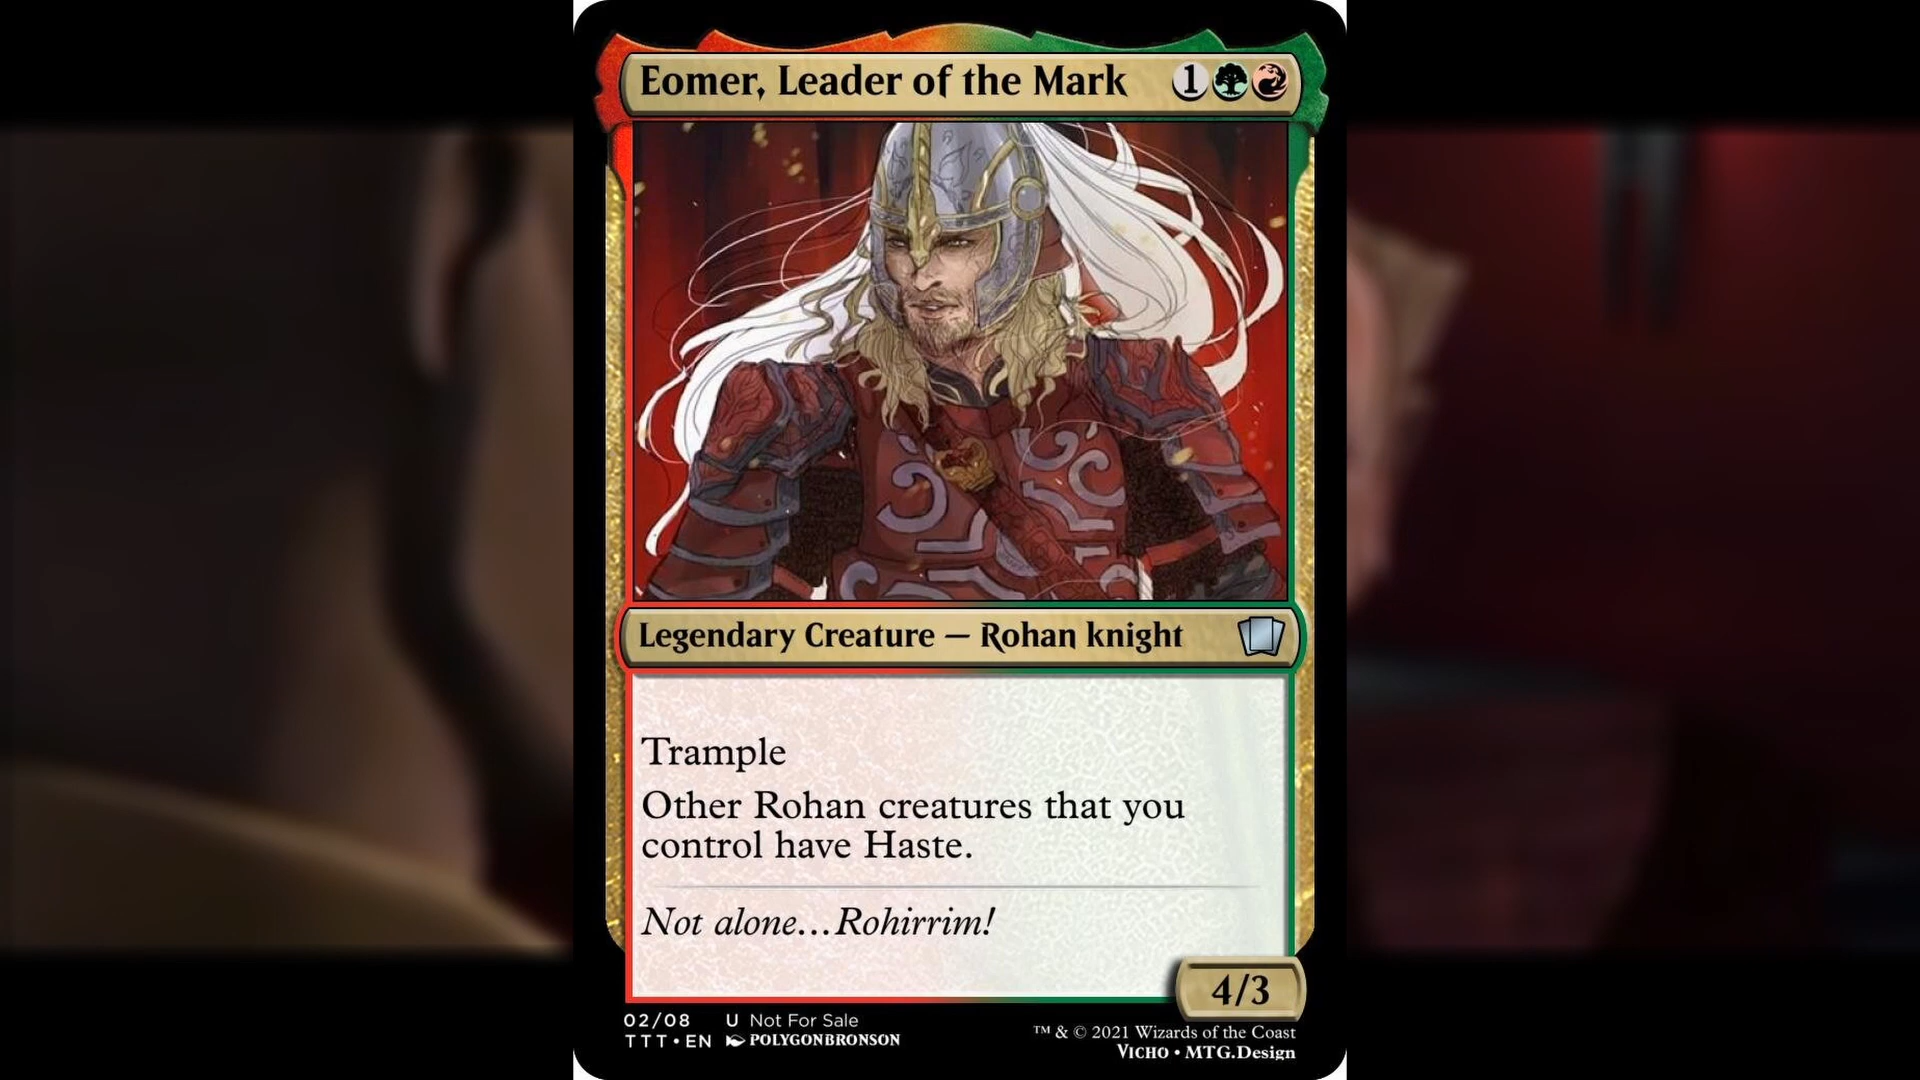 Eomer, Leader of the Mark 1
Legendary Creature — Rohan knight
Trample
Other Rohan creatures that you
control have Haste.
Not alone...Rohirrim!
4/3
02/08 U Not For Sale
TTT • EN POLYGONBRONSON
™ & © 2021 Wizards of the Coast
Vicho • MTG.Design